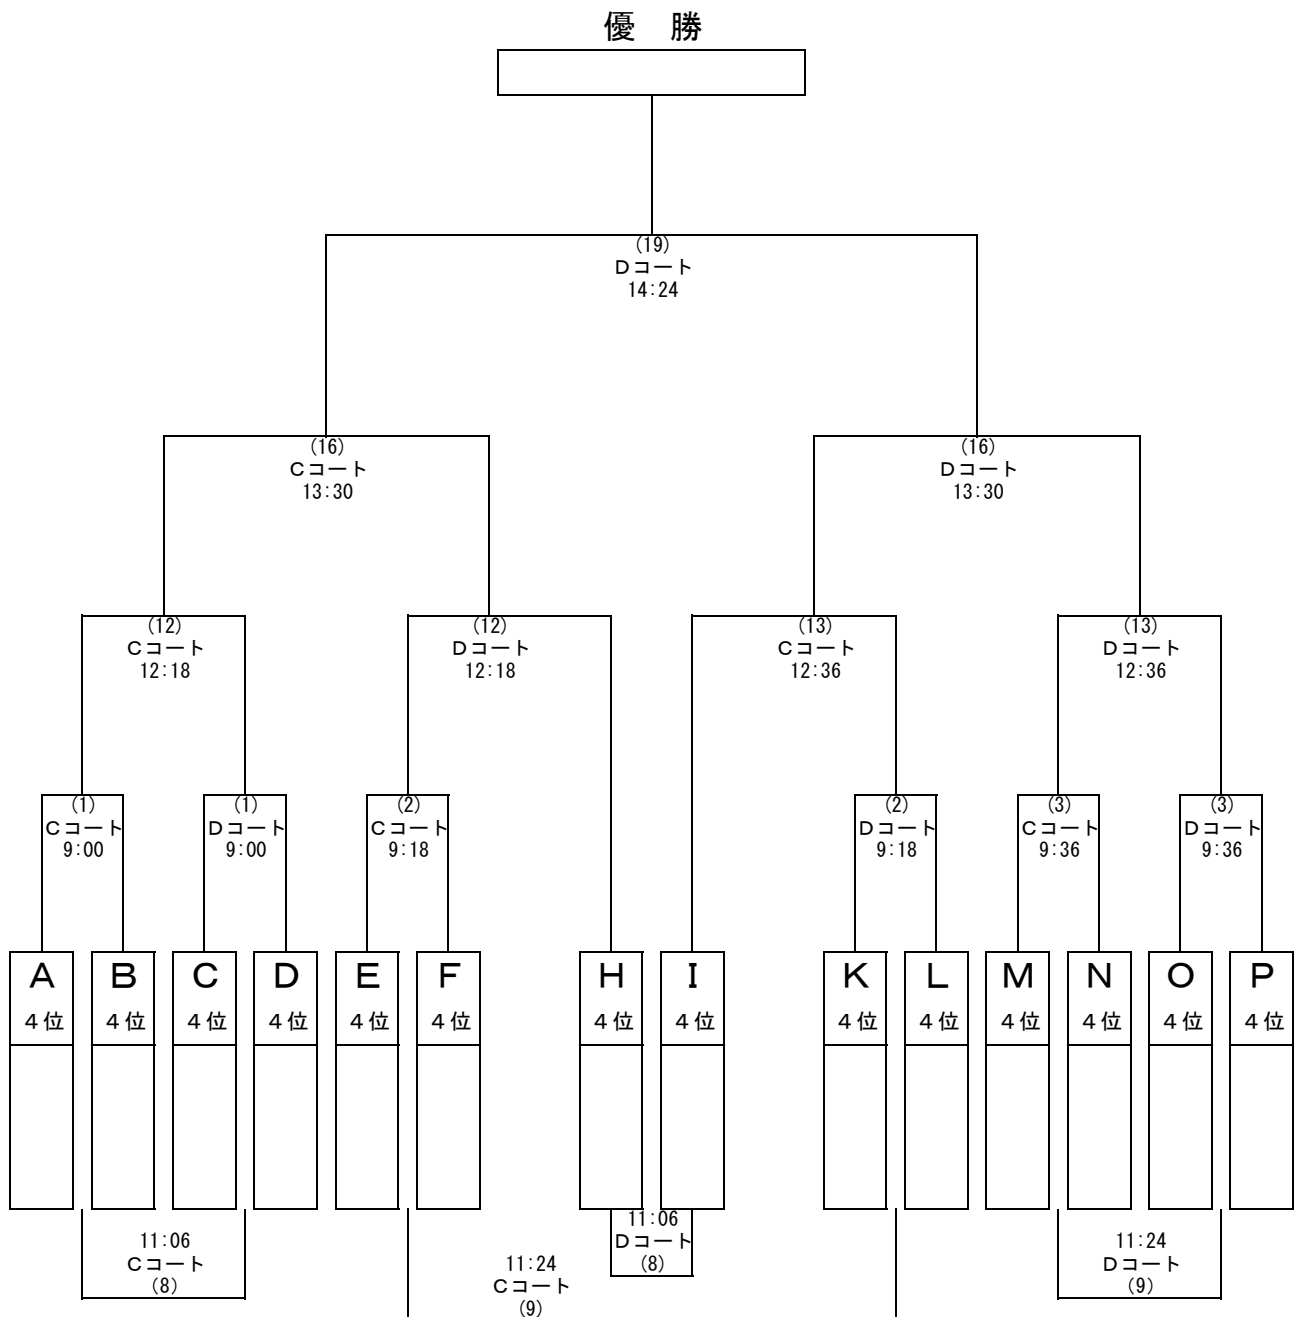 優　勝
(19)
Ｄコート
14:24
(16)
Ｃコート
13:30
(16)
Ｄコート
13:30
(12)
Ｃコート
12:18
(12)
Ｄコート
12:18
(13)
Ｃコート
12:36
(13)
Ｄコート
12:36
(1)
Ｃコート
9:00
(1)
Ｄコート
9:00
(2)
Ｃコート
9:18
(2)
Ｄコート
9:18
(3)
Ｃコート
9:36
(3)
Ｄコート
9:36
Ａ Ｂ Ｃ Ｄ Ｅ Ｆ Ｈ Ｉ Ｋ Ｌ Ｍ Ｎ Ｏ Ｐ
４位 ４位 ４位 ４位 ４位 ４位 ４位 ４位 ４位 ４位 ４位 ４位 ４位 ４位
11:06
Ｃコート
(8)
11:24
Ｃコート
(9)
11:06
Ｄコート
(8)
11:24
Ｄコート
(9)